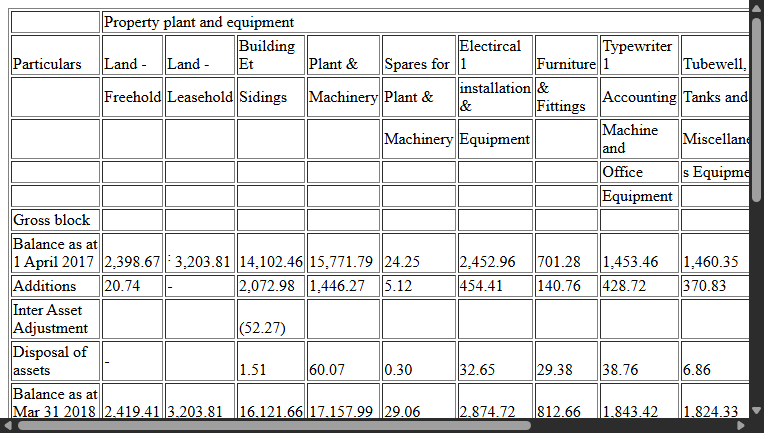 Property plant and equipment
Particulars Land - Land - Building Et Plant & Spares for Electircal 1 Furniture Typewriter 1 Tubewell,
Freehold Leasehold Sidings Machinery Plant & installation & & Fittings Accounting Tanks and
Machinery Equipment Machine and Miscellane
Office s Equipme
Equipment
Gross block
Balance as at 1 April 2017 2,398.67 : 3,203.81 14,102.46 15,771.79 24.25 2,452.96 701.28 1,453.46 1,460.35
Additions 20.74 - 2,072.98 1,446.27 5.12 454.41 140.76 428.72 370.83
Inter Asset Adjustment (52.27)
Disposal of assets - 1.51 60.07 0.30 32.65 29.38 38.76 6.86
Balance as at Mar 31 2018 2,419.41 3,203.81 16,121.66 17,157.99 29.06 2,874.72 812.66 1,843.42 1,824.33